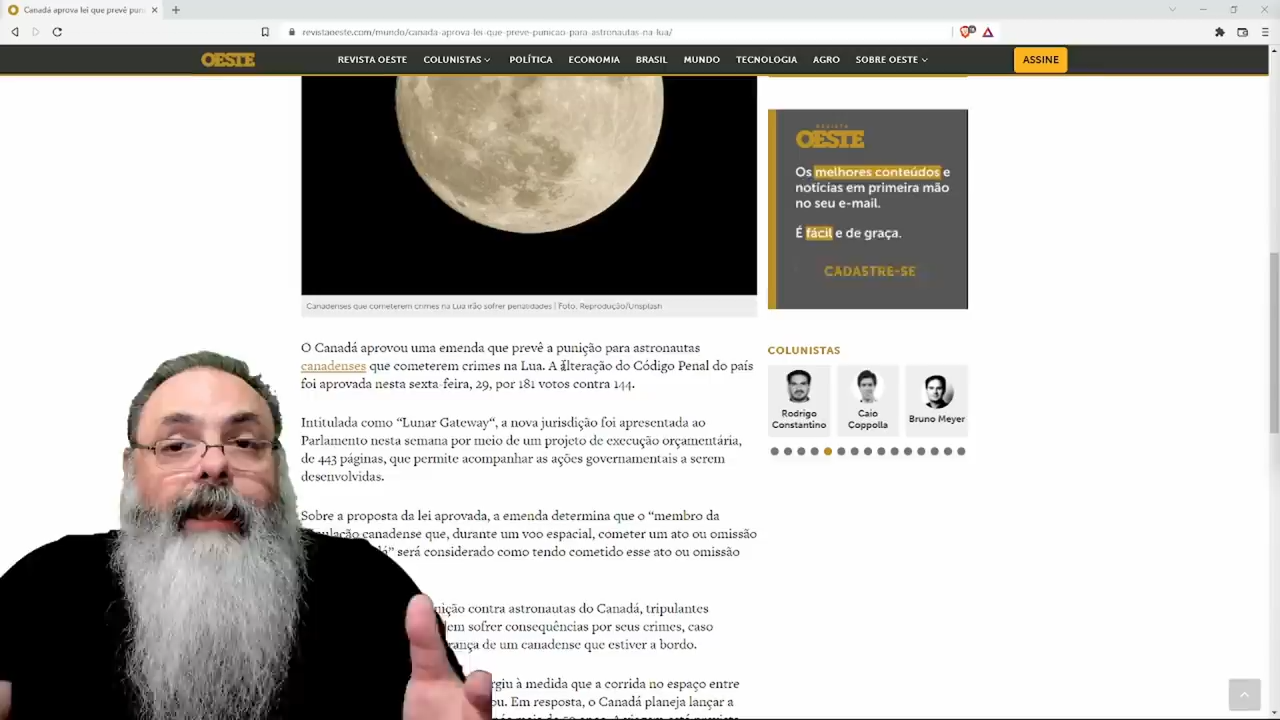 Canadá aprova lei que prevê puni
revistaoeste.com/mundo/canada-aprova-lei-que-preve-punicao-para-astronautas-na-lua/
OESTE
REVISTA OESTE
COLUNISTAS
POLÍTICA
ECONOMIA
BRASIL
MUNDO
TECNOLOGIA
AGRO
SOBRE OESTE
ASSINE
Canadenses que cometerem crimes na Lua irão sofrer penalidades | Foto: Reprodução/Unsplash
O Canadá aprovou uma emenda que prevê a punição para astronautas
canadenses que cometerem crimes na Lua. A alteração do Código Penal do país
foi aprovada nesta sexta-feira, 29, por 181 votos contra 144.
Intitulada como “Lunar Gateway“, a nova jurisdição foi apresentada ao
Parlamento nesta semana por meio de um projeto de execução orçamentária,
de 443 páginas, que permite acompanhar as ações governamentais a serem
desenvolvidas.
Sobre a proposta da lei aprovada, a emenda determina que o “membro da
canadense que, durante um voo espacial, cometer um ato ou omissão
será considerado como tendo cometido esse ato ou omissão
contra astronautas do Canadá, tripulantes
sofrer consequências por seus crimes, caso
de um canadense que estiver a bordo.
à medida que a corrida no espaço entre
Em resposta, o Canadá planeja lançar a
REVISTA
OESTE
Os melhores conteúdos e
notícias em primeira mão
no seu e-mail.
É fácil e de graça.
CADASTRE-SE
COLUNISTAS
Rodrigo
Constantino
Caio
Coppolla
Bruno Meyer